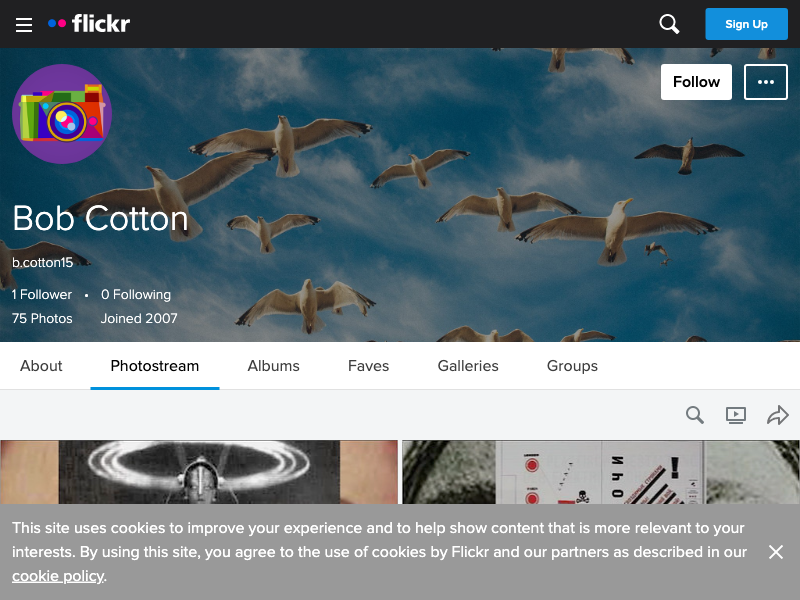 flickr
Sign Up
Follow
Bob Cotton
b.cotton15
1 Follower • 0 Following
75 Photos Joined 2007
About Photostream Albums Faves Galleries Groups
This site uses cookies to improve your experience and to help show content that is more relevant to your
interests. By using this site, you agree to the use of cookies by Flickr and our partners as described in our
cookie policy.